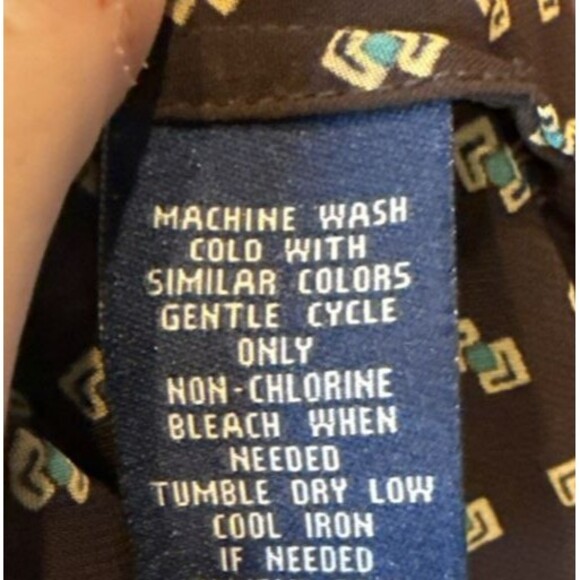 MACHINE WASH
COLD WITH
SIMILAR COLORS
GENTLE CYCLE
ONLY
NON-CHLORINE
BLEACH WHEN
NEEDED
TUMBLE DRY LOW
COOL IRON
IF NEEDED